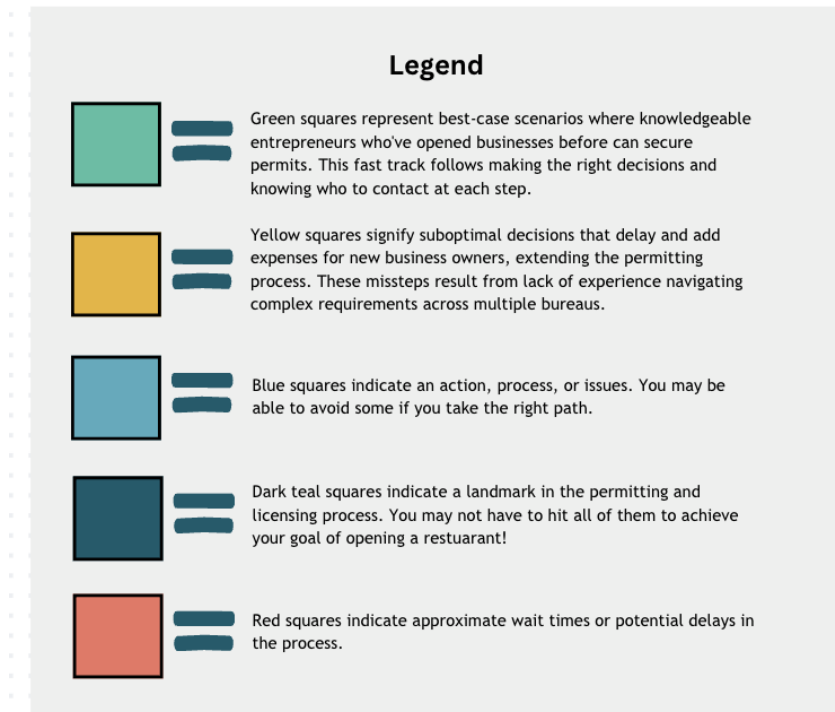 Legend
Green squares represent best-case scenarios where knowledgeable
entrepreneurs who've opened businesses before can secure
permits. This fast track follows making the right decisions and
knowing who to contact at each step.
Yellow squares signify suboptimal decisions that delay and add
expenses for new business owners, extending the permitting
process. These missteps result from lack of experience navigating
complex requirements across multiple bureaus.
Blue squares indicate an action, process, or issues. You may be
able to avoid some if you take the right path.
Dark teal squares indicate a landmark in the permitting and
licensing process. You may not have to hit all of them to achieve
your goal of opening a restuarant!
Red squares indicate approximate wait times or potential delays in
the process.